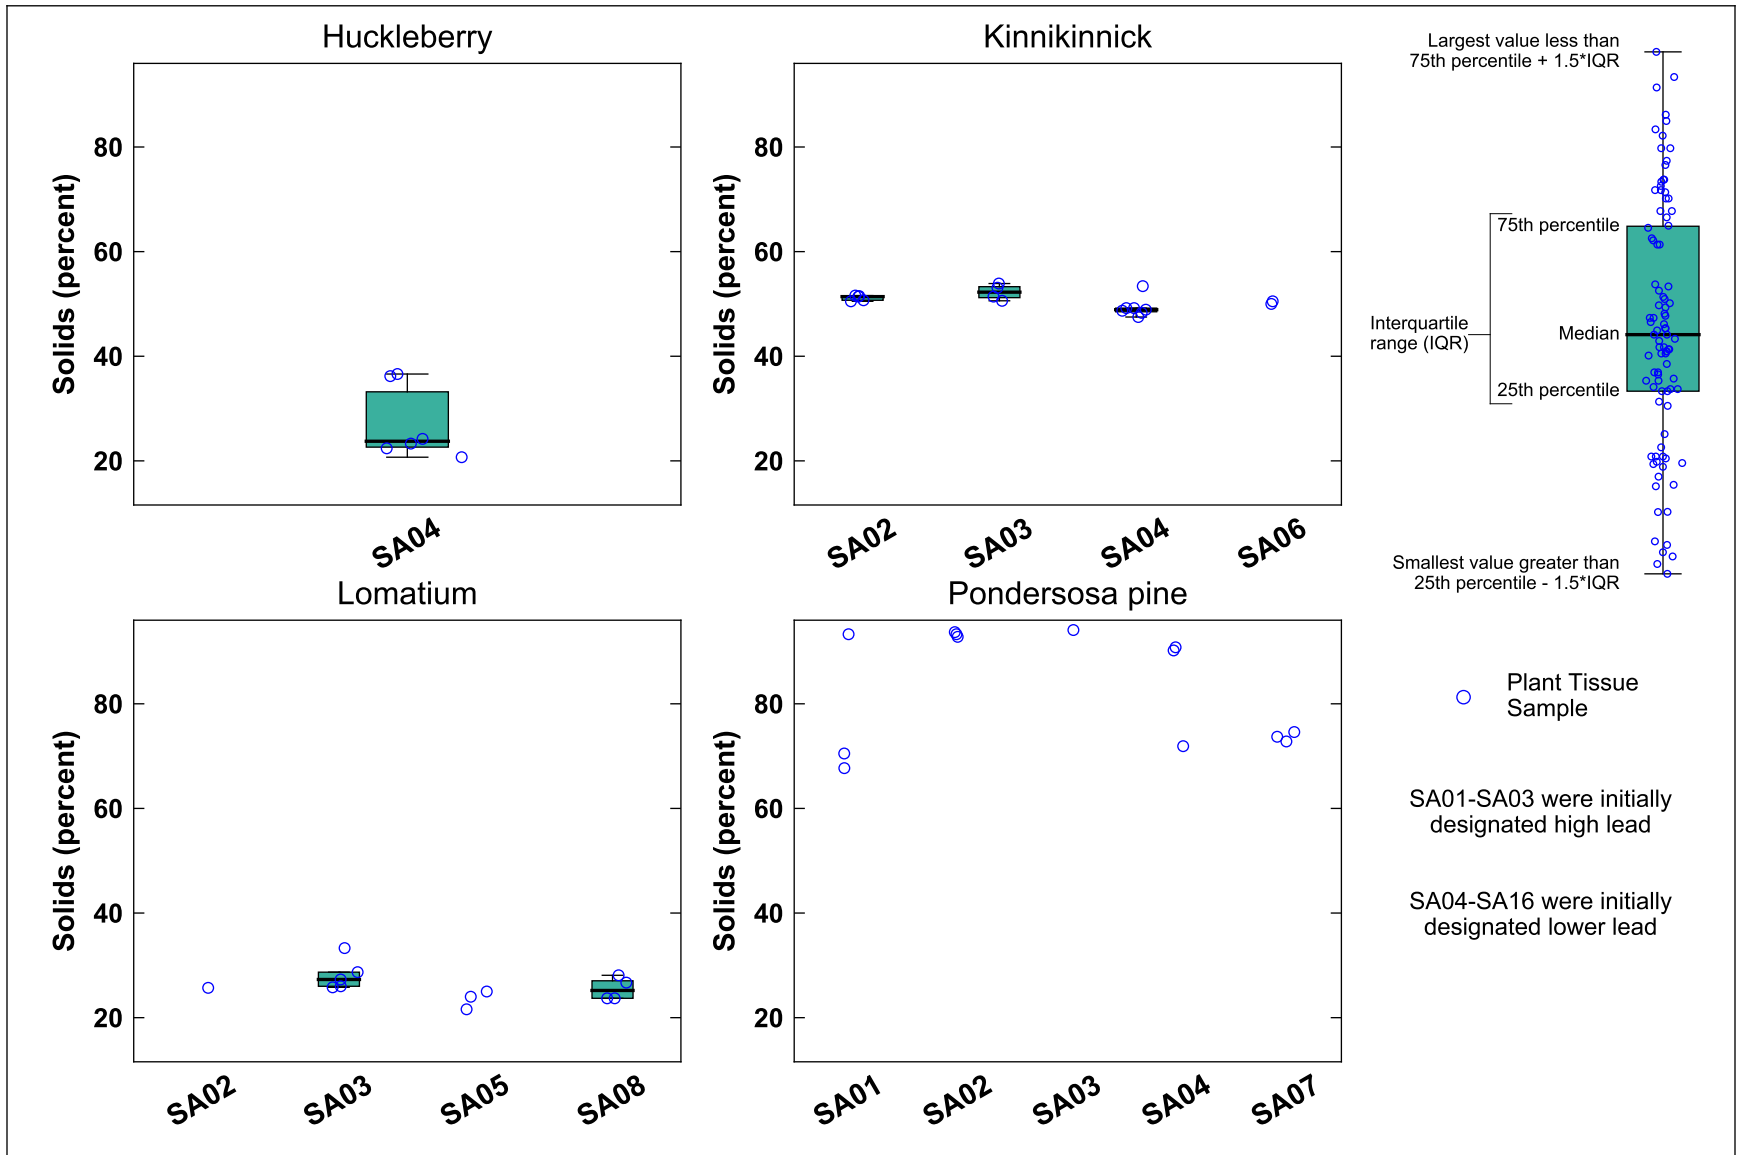 Huckleberry
Solids (percent)
80
60
40
20
SA04
Kinnikinnick
Solids (percent)
80
60
40
20
SA02
SA03
SA04
SA06
Lomatium
Solids (percent)
80
60
40
20
SA02
SA03
SA05
SA08
Pondersosa pine
Solids (percent)
80
60
40
20
SA01
SA02
SA03
SA04
SA07
Largest value less than
75th percentile + 1.5*IQR
75th percentile
Interquartile
range (IQR)
Median
25th percentile
Smallest value greater than
25th percentile - 1.5*IQR
Plant Tissue
Sample
SA01-SA03 were initially
designated high lead
SA04-SA16 were initially
designated lower lead